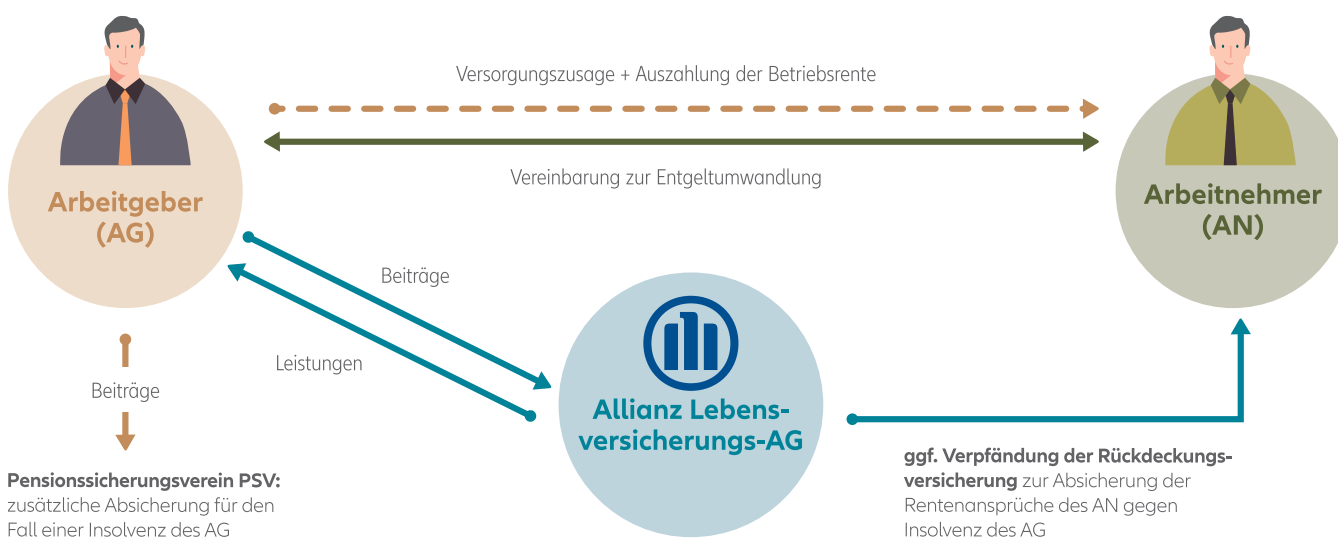 Versorgungszusage + Auszahlung der Betriebsrente
Vereinbarung zur Entgeltumwandlung
Arbeitgeber
(AG)
Arbeitnehmer
(AN)
Beiträge
Leistungen
Beiträge
Allianz Lebens-
versicherungs-AG
Pensionssicherungsverein PSV:
zusätzliche Absicherung für den
Fall einer Insolvenz des AG
ggf. Verpfändung der Rückdeckungs-
versicherung zur Absicherung der
Rentenansprüche des AN gegen
Insolvenz des AG